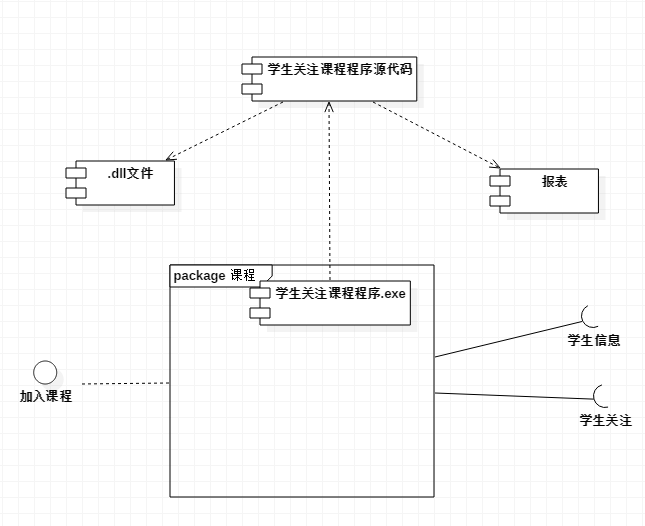 学生关注课程程序源代码
.dll文件
报表
package 课程
学生关注课程程序.exe
学生信息
加入课程
学生关注